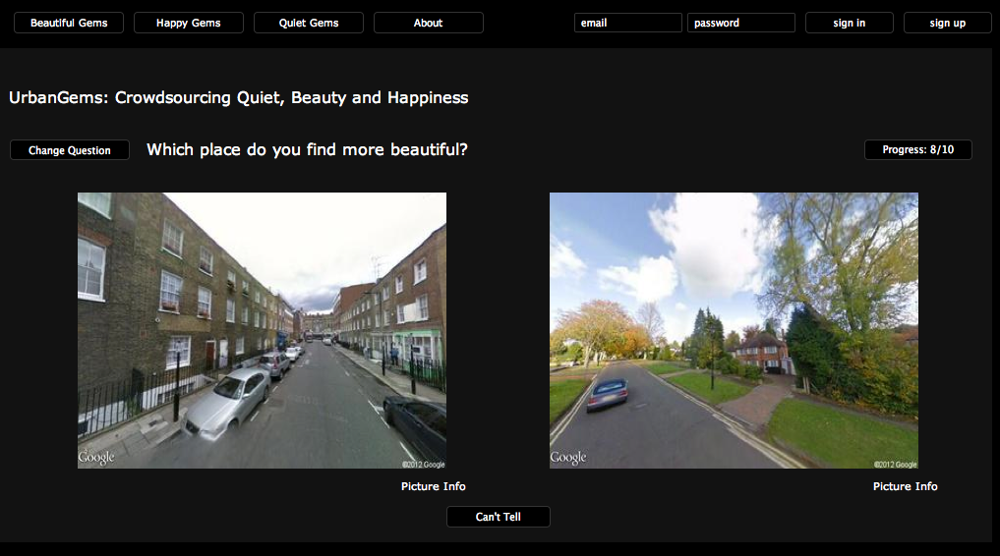 Beautiful Gems Happy Gems Quiet Gems About email password sign in sign up
UrbanGems: Crowdsourcing Quiet, Beauty and Happiness
Change Question Which place do you find more beautiful? Progress: 8/10
Google ©2012 Google Google ©2012 Google
Picture Info Picture Info
Can't Tell